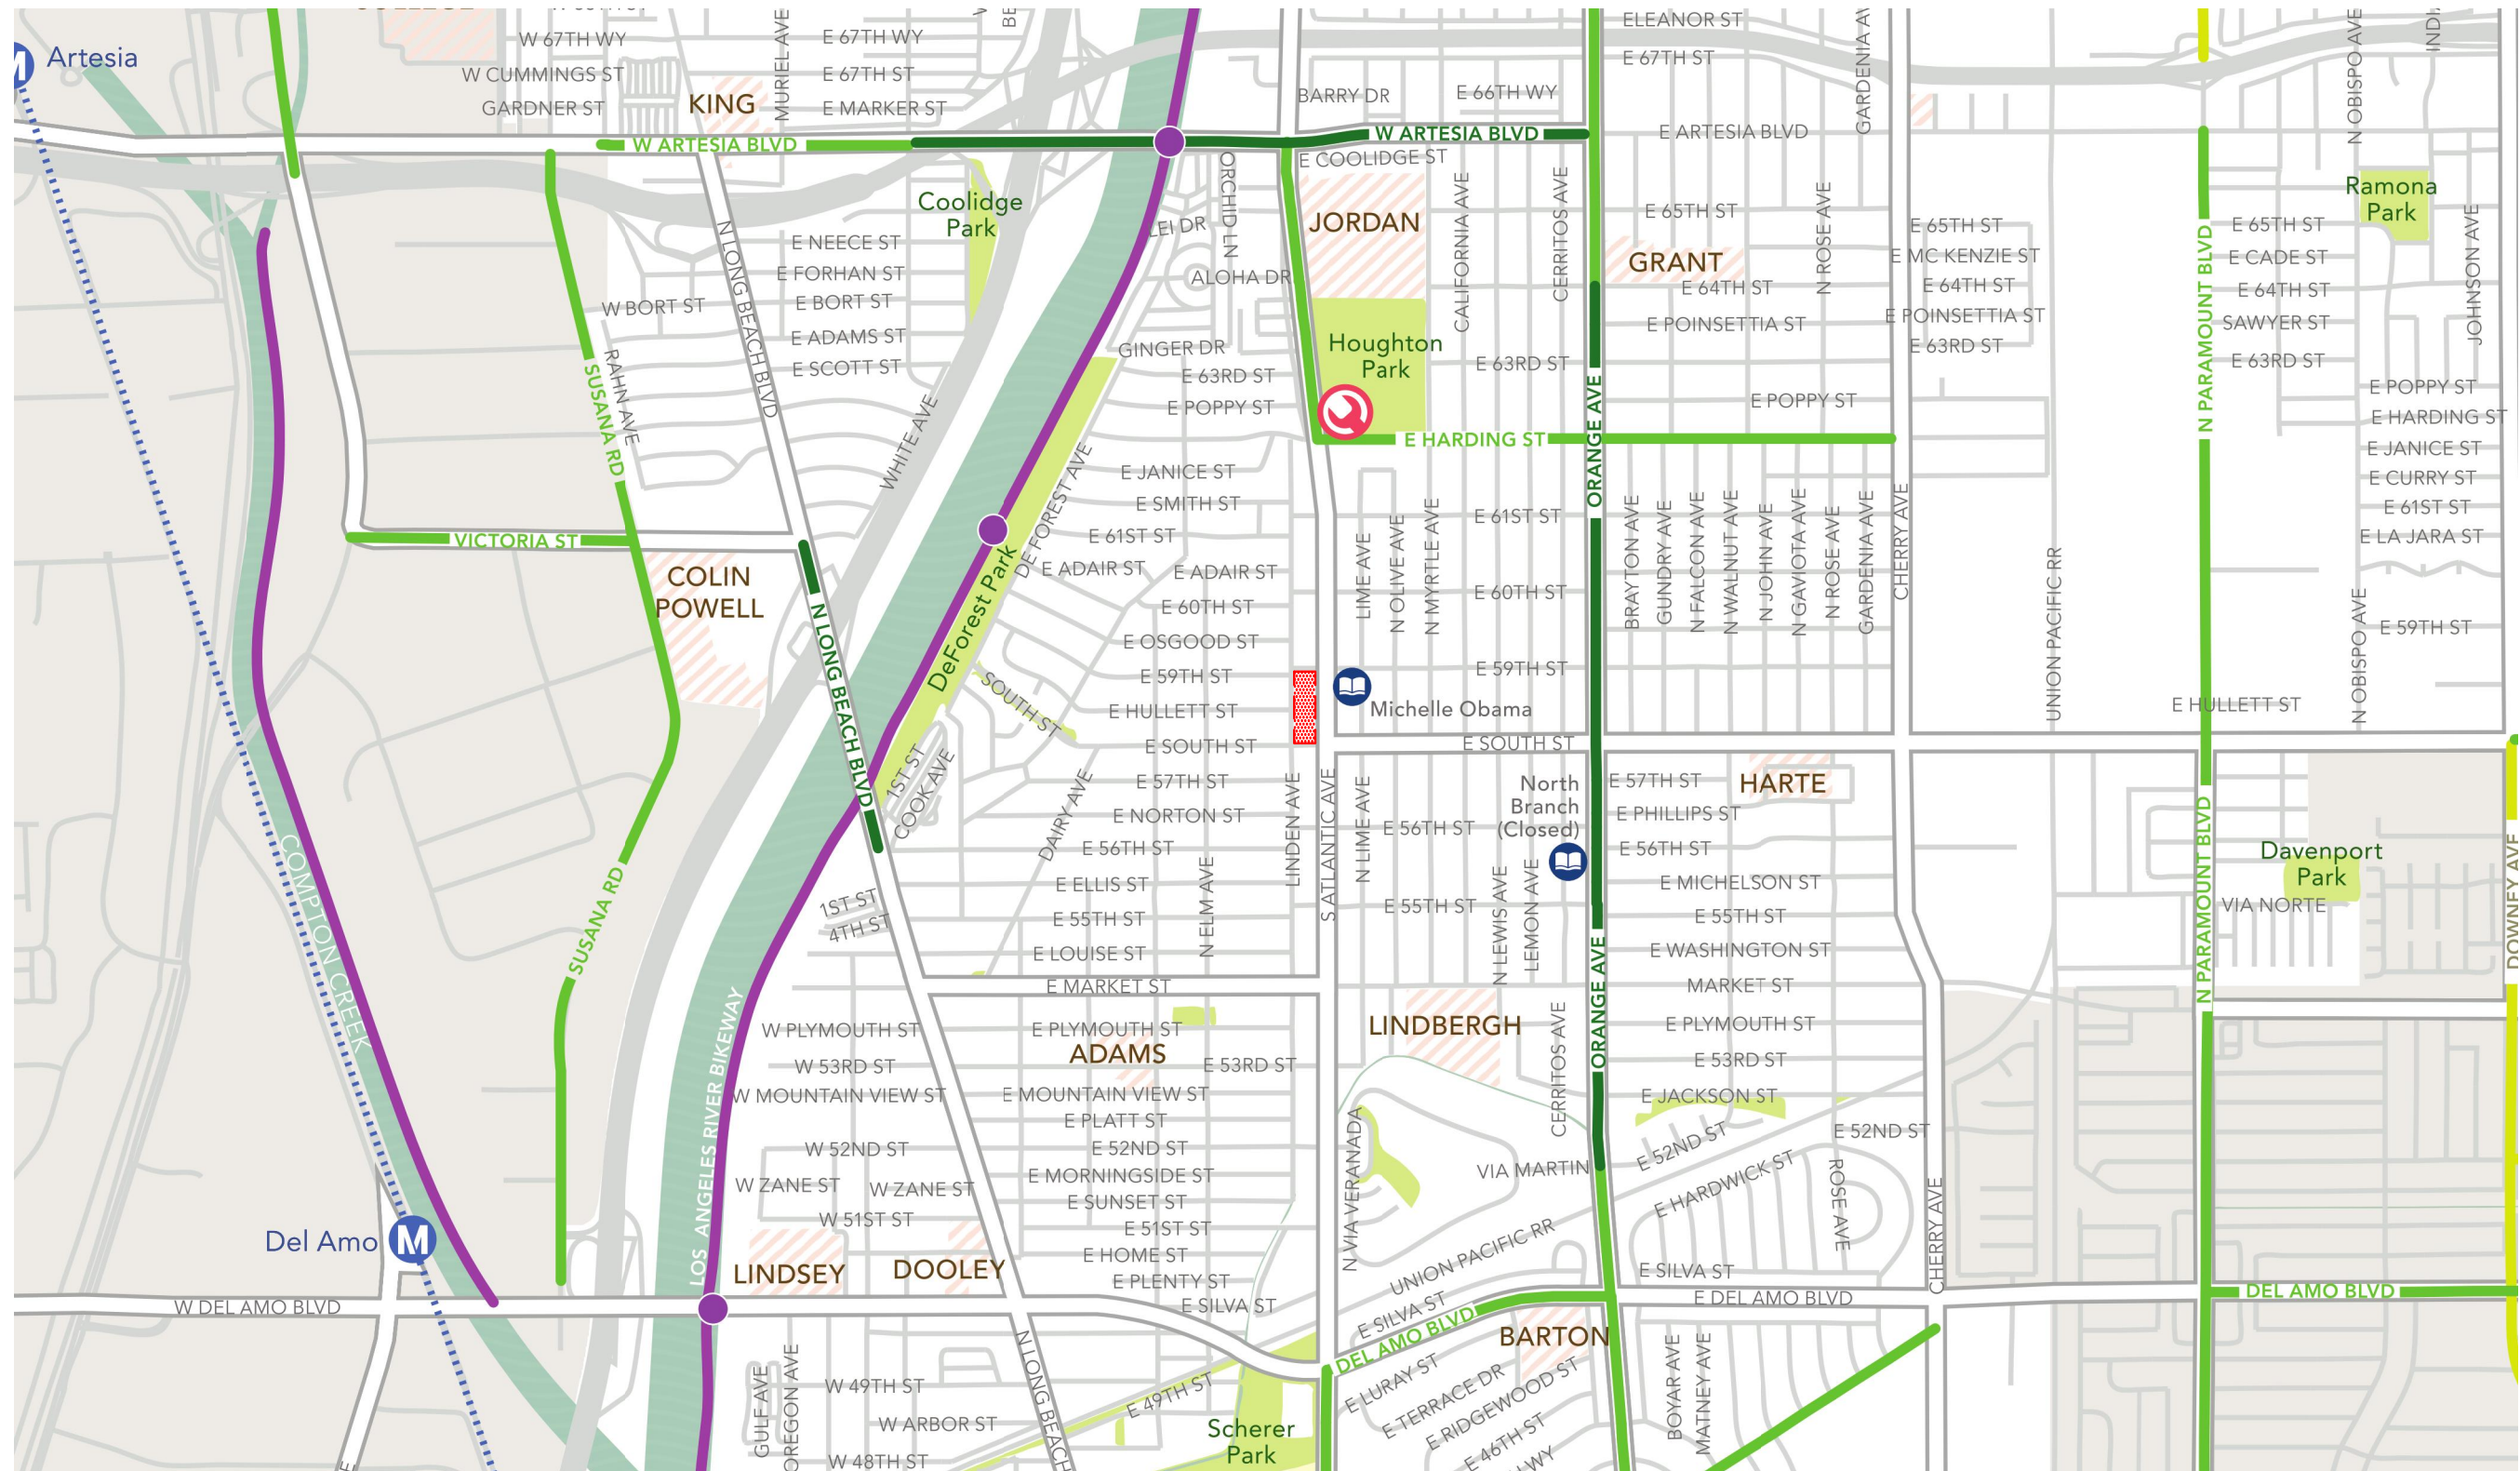 Artesia
W 67TH WY
E 67TH WY
W CUMMINGS ST
E 67TH ST
GARDNER ST
KING
MURIEL AVE
E MARKER ST
W ARTESIA BLVD
ELEANOR ST
E 67TH ST
BARRY DR
E 66TH WY
W ARTESIA BLVD
E ARTESIA BLVD
E COOLIDGE ST
GARDENIA AV
N OBISPO AVE
INDI
Coolidge
Park
ORCHID LN
LEI DR
ALOHA DR
JORDAN
CALIFORNIA AVE
CERRITOS AVE
E 65TH ST
GRANT
E 64TH ST
N ROSE AVE
E POINSETTIA ST
E 65TH ST
E MC KENZIE ST
E 64TH ST
E POINSETTIA ST
E 63RD ST
N PARAMOUNT BLVD
Ramona
Park
E 65TH ST
E CADE ST
E 64TH ST
SAWYER ST
E 63RD ST
JOHNSON AVE
E POPPY ST
E HARDING ST
E JANICE ST
E CURRY ST
E 61ST ST
E LA JARA ST
E 59TH ST
N OBISPO AVE
E NEECE ST
E FORHAN ST
W BORT ST
E BORT ST
E ADAMS ST
E SCOTT ST
N LONG BEACH BLVD
RAHN AVE
SUSANA RD
WHITE AVE
GINGER DR
E 63RD ST
E POPPY ST
Houghton
Park
E 63RD ST
E POPPY ST
E HARDING ST
ORANGE AVE
E JANICE ST
E SMITH ST
E 61ST ST
E ADAIR ST
E ADAIR ST
E 60TH ST
E OSGOOD ST
E 59TH ST
E HULLETT ST
E SOUTH ST
DE FOREST AVE
DeForest Park
SOUTH ST
VICTORIA ST
COLIN
POWELL
N LONG BEACH BLVD
LIME AVE
N OLIVE AVE
N MYRTLE AVE
E 61ST ST
E 60TH ST
E 59TH ST
Michelle Obama
E SOUTH ST
BRAYTON AVE
GUNDRY AVE
N FALCON AVE
N WALNUT AVE
N JOHN AVE
N GAVIOTA AVE
N ROSE AVE
GARDENIA AVE
CHERRY AVE
UNION PACIFIC RR
E HULLETT ST
1ST ST
COOK AVE
DAIRY AVE
E 57TH ST
E NORTON ST
E 56TH ST
E ELLIS ST
E 55TH ST
E LOUISE ST
E MARKET ST
N ELM AVE
LINDEN AVE
S ATLANTIC AVE
N LIME AVE
E 56TH ST
E 55TH ST
North
Branch
(Closed)
N LEWIS AVE
LEMON AVE
E 57TH ST
HARTE
E PHILLIPS ST
E 56TH ST
E MICHELSON ST
E 55TH ST
E WASHINGTON ST
MARKET ST
E PLYMOUTH ST
E 53RD ST
E JACKSON ST
E 52ND ST
E 52ND ST
E HARDWICK ST
ROSE AVE
CHERRY AVE
N PARAMOUNT BLVD
Davenport
Park
VIA NORTE
DOWNEY AVE
1ST ST
4TH ST
COMPTON CREEK
SUSANA RD
LOS ANGELES RIVER BIKEWAY
W PLYMOUTH ST
W 53RD ST
W MOUNTAIN VIEW ST
W 52ND ST
W ZANE ST
W ZANE ST
W 51ST ST
E PLYMOUTH ST
ADAMS
E 53RD ST
E MOUNTAIN VIEW ST
E PLATT ST
E 52ND ST
E MORNINGSIDE ST
E SUNSET ST
E 51ST ST
E HOME ST
E PLENTY ST
E SILVA ST
LINDBERGH
CERRITOS AVE
ORANGE AVE
N VIA VERANADA
VIA MARTIN
UNION PACIFIC RR
E SILVA ST
DEL AMO BLVD
E SILVA ST
E DEL AMO BLVD
DEL AMO BLVD
Del Amo
W DEL AMO BLVD
LINDSEY
DOOLEY
BARTON
GULF AVE
OREGON AVE
W 49TH ST
W ARBOR ST
W 48TH ST
N LONG BEACH
E 49TH ST
Scherer
Park
E LURAY ST
E TERRACE DR
E RIDGEWOOD ST
E 46TH ST
WY
BOYAR AVE
MATNEY AVE